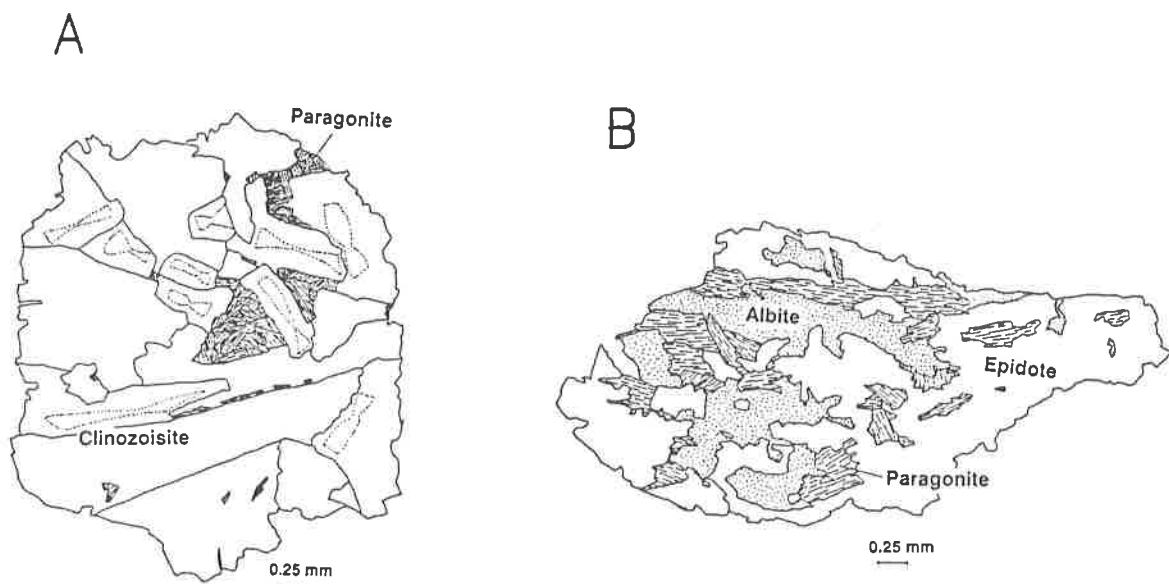 A
Paragonite
Clinozoisite
0.25 mm
B
Albite
Epidote
Paragonite
0.25 mm